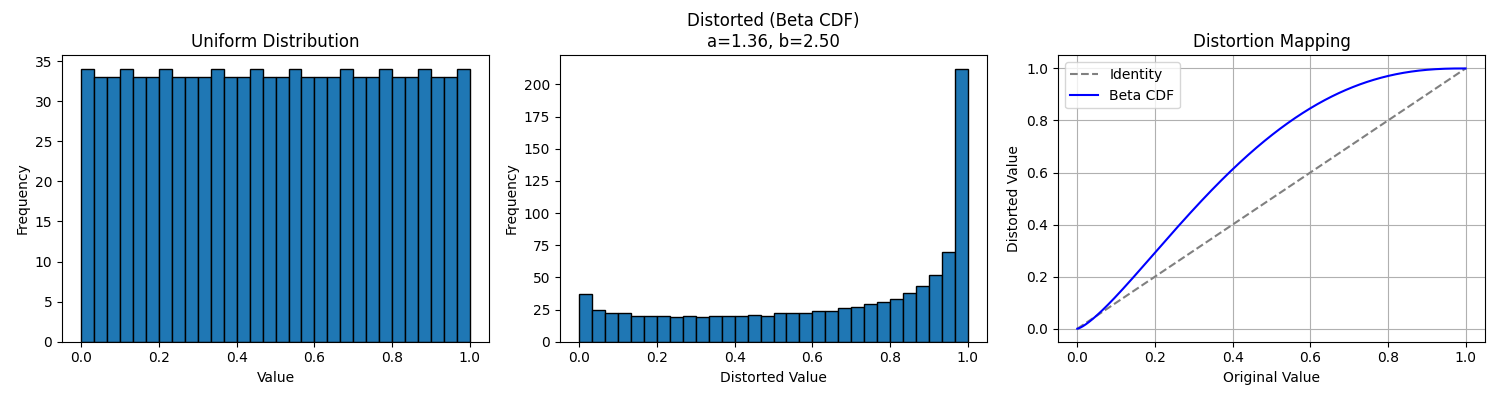 Uniform Distribution
Frequency
35
30
25
20
15
10
5
0
0.0 0.2 0.4 0.6 0.8 1.0
Value
Distorted (Beta CDF)
a=1.36, b=2.50
Frequency
200
175
150
125
100
75
50
25
0
0.0 0.2 0.4 0.6 0.8 1.0
Distorted Value
Distortion Mapping
Identity
Beta CDF
Distorted Value
1.0
0.8
0.6
0.4
0.2
0.0
0.0 0.2 0.4 0.6 0.8 1.0
Original Value